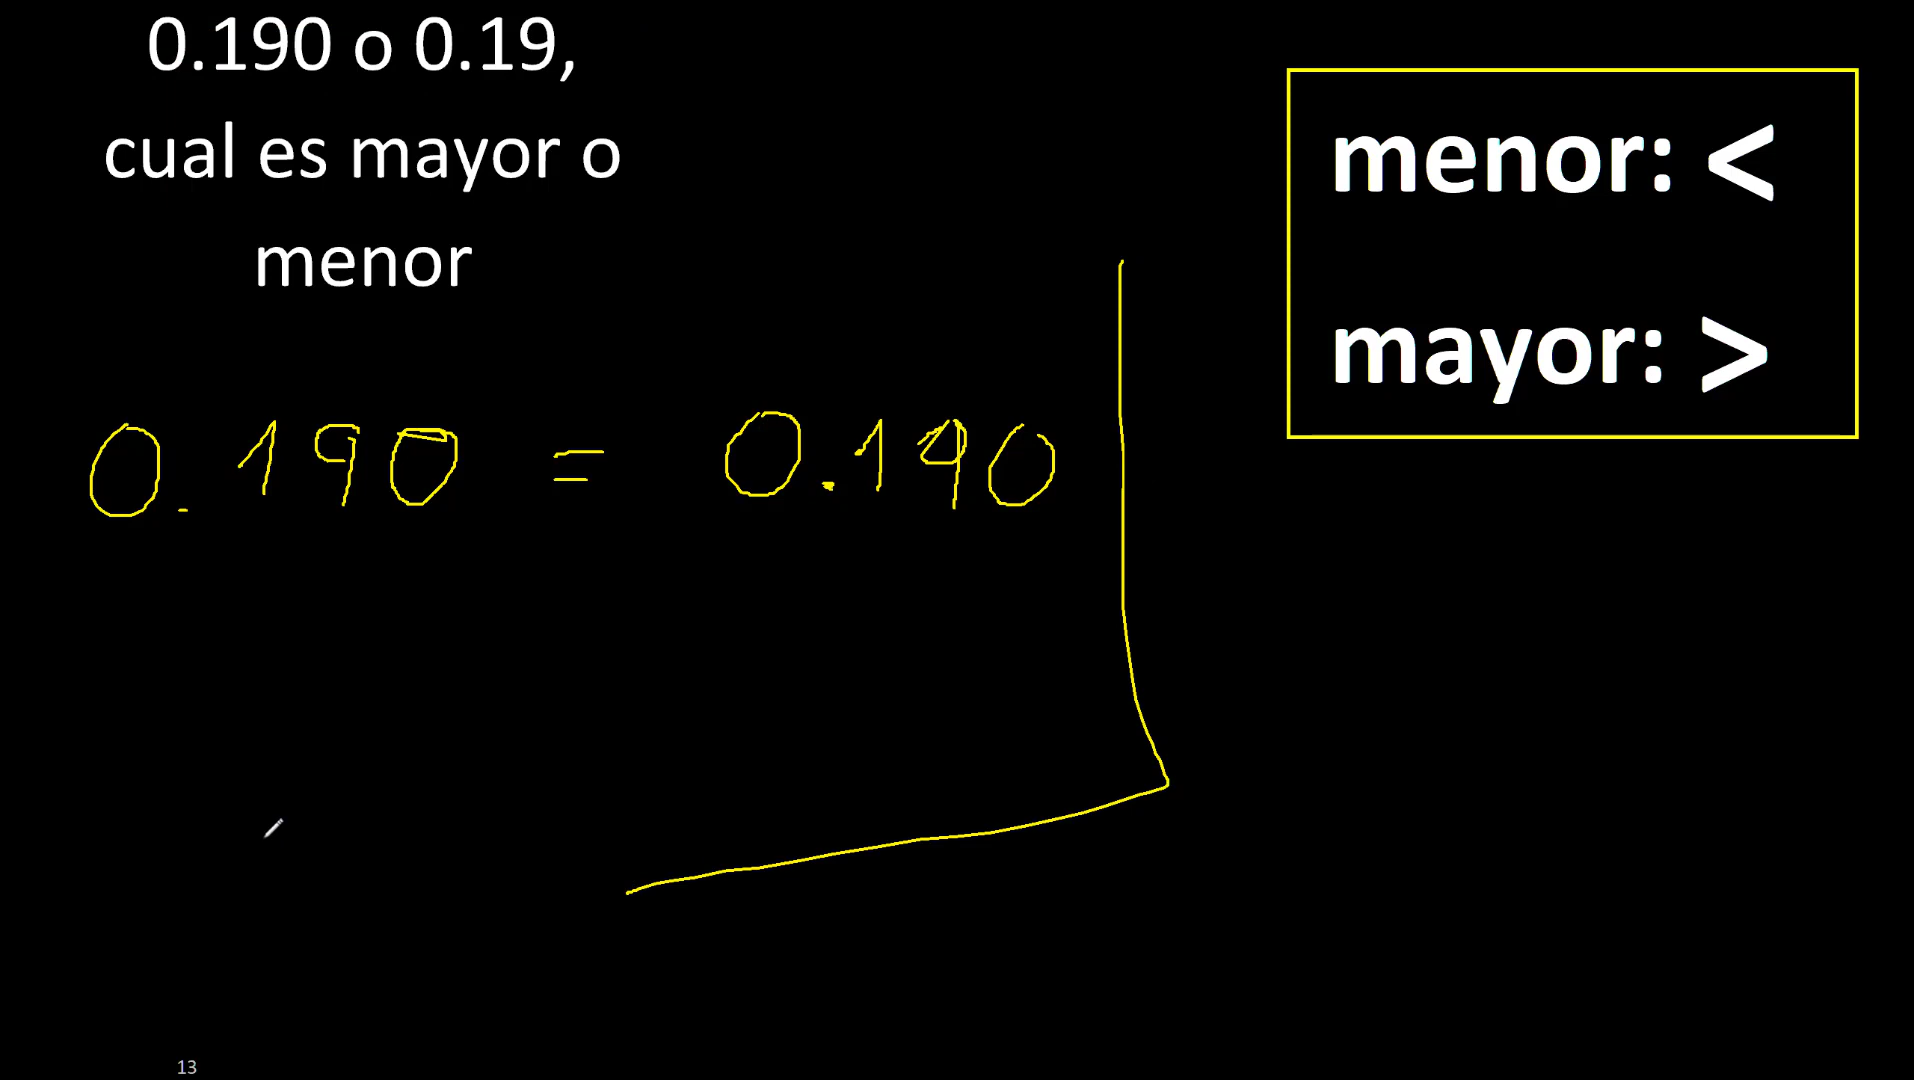 0.190 o 0.19,
cual es mayor o
menor
menor: <
mayor: >
0.190 = 0.190
13